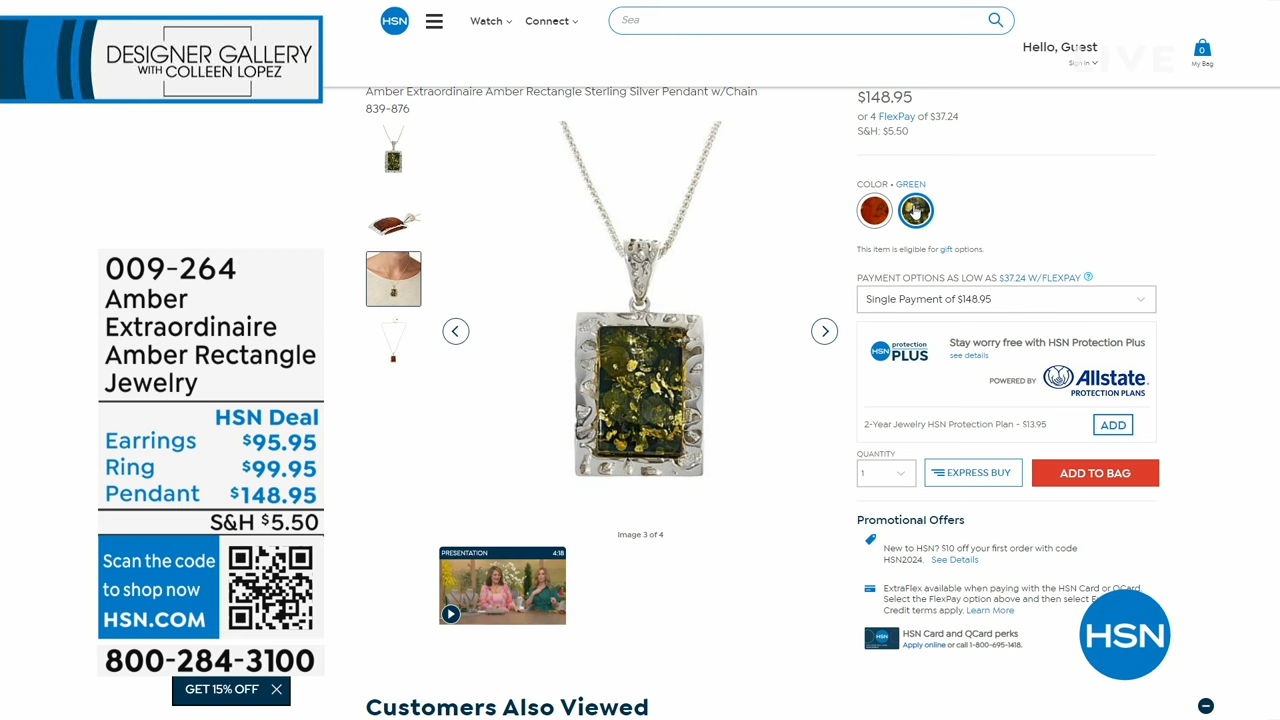 DESIGNER GALLERY
WITH COLLEEN LOPEZ
HSN
Watch
Connect
Sea
Hello, Guest
Sign In
LIVE
0
My Bag
Amber Extraordinaire Amber Rectangle Sterling Silver Pendant w/Chain
839-876
$148.95
or 4 FlexPay of $37.24
S&H: $5.50
COLOR • GREEN
This item is eligible for gift options.
PAYMENT OPTIONS AS LOW AS $37.24 W/FLEXPAY
Single Payment of $148.95
HSN protection PLUS
Stay worry free with HSN Protection Plus
see details
POWERED BY Allstate
PROTECTION PLANS
2-Year Jewelry HSN Protection Plan - $13.95
ADD
QUANTITY
1
EXPRESS BUY
ADD TO BAG
Promotional Offers
New to HSN? $10 off your first order with code
HSN2024. See Details
ExtraFlex available when paying with the HSN Card or QCard.
Select the FlexPay option above and then select
Credit terms apply. Learn More
HSN
HSN Card and QCard perks
Apply online or call 1-800-695-1418.
HSN
009-264
Amber
Extraordinaire
Amber Rectangle
Jewelry
HSN Deal
Earrings $95.95
Ring $99.95
Pendant $148.95
S&H $5.50
Scan the code
to shop now
HSN.COM
800-284-3100
GET 15% OFF
Image 3 of 4
PRESENTATION 4:18
Customers Also Viewed